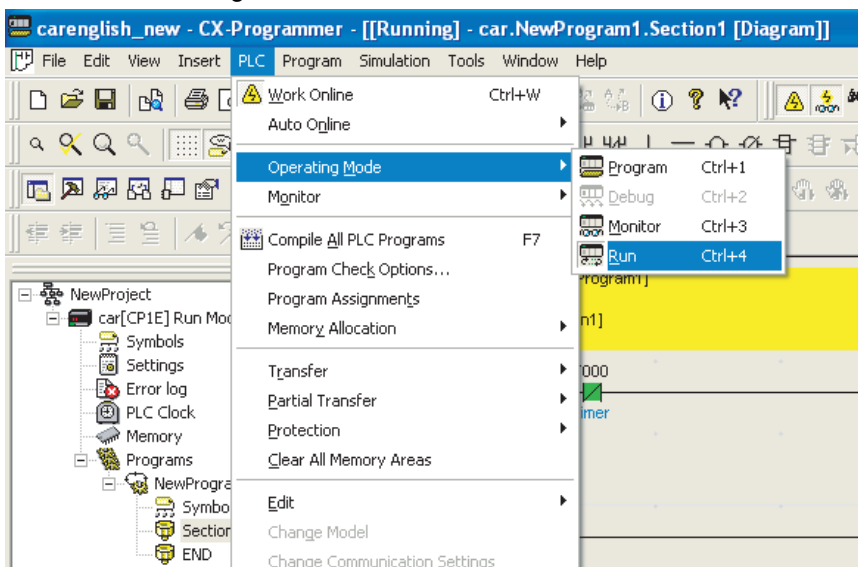 carenglish_new - CX-Programmer - [[Running] - car.NewProgram1.Section1 [Diagram]]
File Edit View Insert PLC Program Simulation Tools Window Help
Work Online Ctrl+W
Auto Online
Operating Mode
Monitor
Compile All PLC Programs F7
Program Check Options...
Program Assignments
Memory Allocation
Transfer
Partial Transfer
Protection
Clear All Memory Areas
Edit
Change Model
Change Communication Settings
Program Ctrl+1
Debug Ctrl+2
Monitor Ctrl+3
Run Ctrl+4
Program1]
n1]
000
imer
NewProject
car[CP1E] Run Mod
Symbols
Settings
Error log
PLC Clock
Memory
Programs
NewProgra
Symbo
Section
END